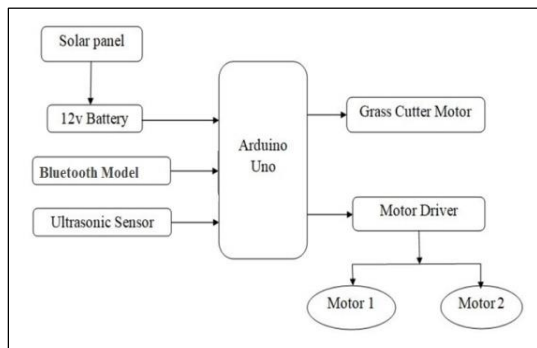 Solar panel
12v Battery
Bluetooth Model
Ultrasonic Sensor
Arduino
Uno
Grass Cutter Motor
Motor Driver
Motor 1
Motor 2